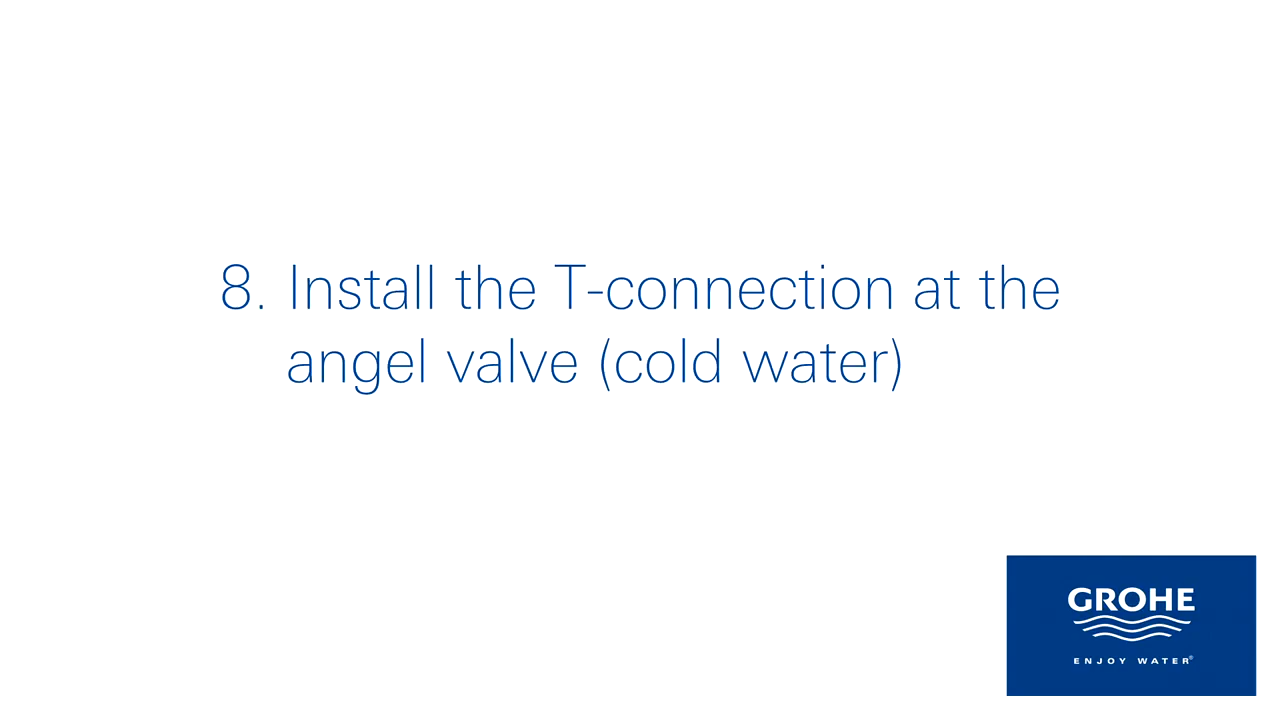 8. Install the T-connection at the
angel valve (cold water)
GROHE
ENJOY WATER®